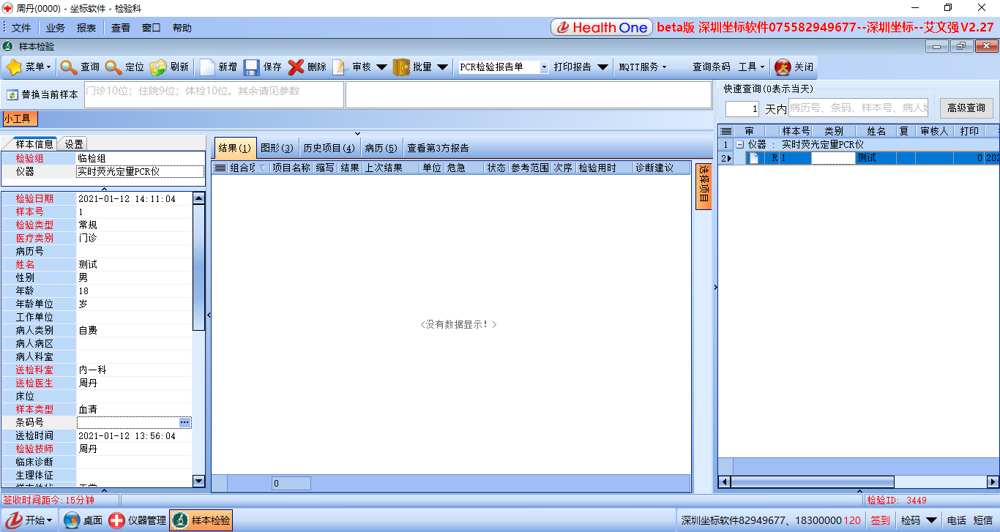 周丹(0000) - 坐标软件 - 检验科
文件 业务 报表 查看 窗口 帮助
Health One beta版 深圳坐标软件075582949677--深圳坐标--艾文强 V2.27
样本检验
菜单 查询 定位 刷新 新增 保存 删除 审核 批量 PCR检验报告单 打印报告 MQTT服务 查询条码 工具 关闭
替换当前样本 门诊10位；住院9位；体检10位。其余请见参数
快速查询(0表示当天)
1 天内 病历号、条码、样本号、病人姓 高级查询
小工具
样本信息 设置
检验组 临检组
仪器 实时荧光定量PCR仪
检验日期 2021-01-12 14:11:04
样本号 1
检验类型 常规
医疗类别 门诊
病历号
姓名 测试
性别 男
年龄 18
年龄单位 岁
工作单位
病人类别 自费
病人病区
病人科室
送检科室 内一科
送检医生 周丹
床位
样本类型 血清
条码号
送检时间 2021-01-12 13:56:04
检验技师 周丹
临床诊断
生理体征
结果(1) 图形(3) 历史项目(4) 病历(5) 查看第3方报告
组合项 项目名称 缩写 结果 上次结果 单位 危急 状态 参考范围 次序 检验用时 诊断建议
<没有数据显示！>
0
选择项目
审 样本号 类别 姓名 复 审核人 打印
1 仪器 : 实时荧光定量PCR仪
2 R 1 测试 0 202
签收时间距今:15分钟
检验ID: 3449
开始 桌面 仪器管理 样本检验
深圳坐标软件82949677、18300000 120 签到 检码 电话 短信